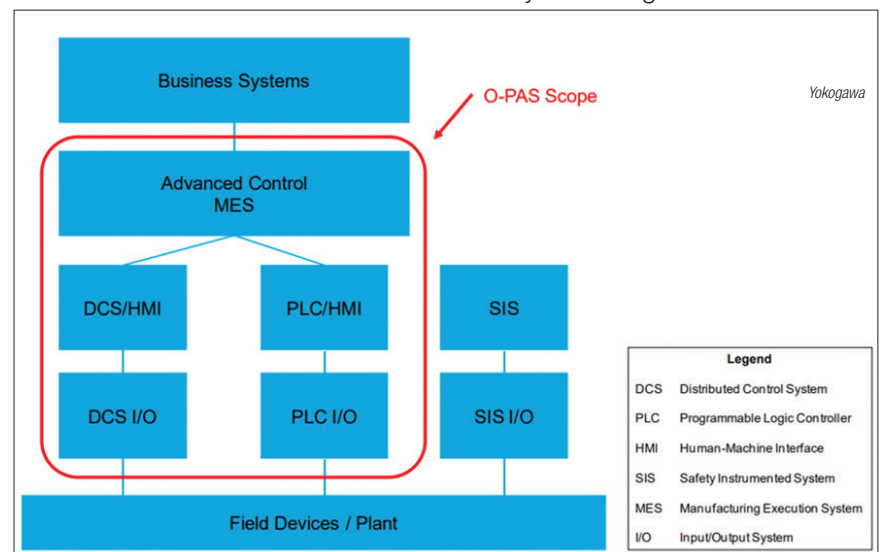 Business Systems
O-PAS Scope
Yokogawa
Advanced Control
MES
DCS/HMI
PLC/HMI
SIS
DCS I/O
PLC I/O
SIS I/O
Field Devices / Plant
Legend
DCS Distributed Control System
PLC Programmable Logic Controller
HMI Human-Machine Interface
SIS Safety Instrumented System
MES Manufacturing Execution System
I/O Input/Output System